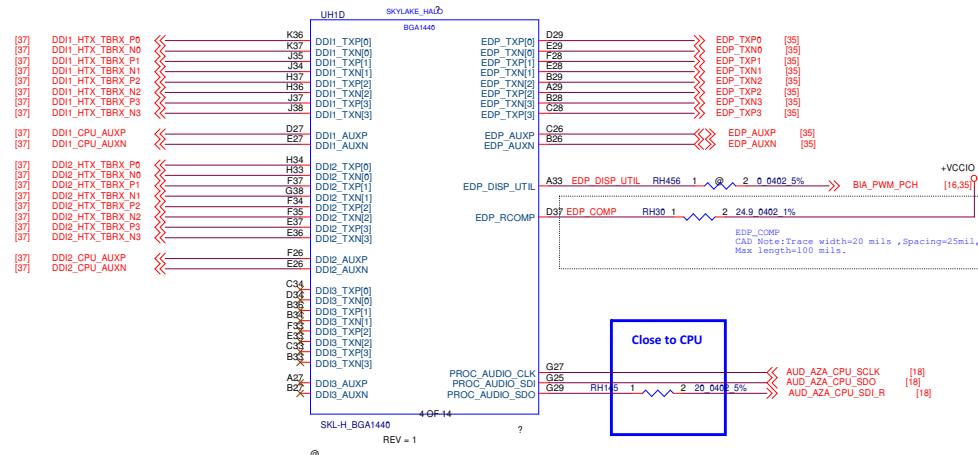 UH1D SKYLAKE_HALO ?
BGA1440
[37] DDI1_HTX_TBRX_P0 K36 DDI1_TXP[0] EDP_TXP[0] D29 EDP_TXP0 [35]
[37] DDI1_HTX_TBRX_N0 K37 DDI1_TXN[0] EDP_TXN[0] E29 EDP_TXN0 [35]
[37] DDI1_HTX_TBRX_P1 J35 DDI1_TXP[1] EDP_TXP[1] F28 EDP_TXP1 [35]
[37] DDI1_HTX_TBRX_N1 J34 DDI1_TXN[1] EDP_TXN[1] E28 EDP_TXN1 [35]
[37] DDI1_HTX_TBRX_P2 H37 DDI1_TXP[2] EDP_TXN[2] B29 EDP_TXN2 [35]
[37] DDI1_HTX_TBRX_N2 H36 DDI1_TXN[2] EDP_TXP[2] A29 EDP_TXP2 [35]
[37] DDI1_HTX_TBRX_P3 J37 DDI1_TXP[3] EDP_TXN[3] B28 EDP_TXN3 [35]
[37] DDI1_HTX_TBRX_N3 J38 DDI1_TXN[3] EDP_TXP[3] C28 EDP_TXP3 [35]
[37] DDI1_CPU_AUXP D27 DDI1_AUXP EDP_AUXP C26 EDP_AUXP [35]
[37] DDI1_CPU_AUXN E27 DDI1_AUXN EDP_AUXN B26 EDP_AUXN [35]
[37] DDI2_HTX_TBRX_P0 H34 DDI2_TXP[0]
[37] DDI2_HTX_TBRX_N0 H33 DDI2_TXN[0] +VCCIO
[37] DDI2_HTX_TBRX_P1 F37 DDI2_TXP[1] EDP_DISP_UTIL A33 EDP_DISP_UTIL RH456 1 @ 2 0_0402_5% BIA_PWM_PCH [16,35]
[37] DDI2_HTX_TBRX_N1 G38 DDI2_TXN[1]
[37] DDI2_HTX_TBRX_P2 F34 DDI2_TXP[2]
[37] DDI2_HTX_TBRX_N2 F35 DDI2_TXN[2] EDP_RCOMP D37 EDP_COMP RH30 1 2 24.9_0402_1%
[37] DDI2_HTX_TBRX_P3 E37 DDI2_TXP[3]
[37] DDI2_HTX_TBRX_N3 E36 DDI2_TXN[3]
EDP_COMP
CAD Note:Trace width=20 mils ,Spacing=25mil,
Max length=100 mils.
[37] DDI2_CPU_AUXP F26 DDI2_AUXP
[37] DDI2_CPU_AUXN E26 DDI2_AUXN
C34 DDI3_TXP[0]
D34 DDI3_TXN[0]
B36 DDI3_TXP[1]
B34 DDI3_TXN[1]
F33 DDI3_TXP[2]
E33 DDI3_TXN[2]
C33 DDI3_TXP[3]
B33 DDI3_TXN[3]
Close to CPU
A27 DDI3_AUXP
B27 DDI3_AUXN
PROC_AUDIO_CLK G27 AUD_AZA_CPU_SCLK [18]
PROC_AUDIO_SDI G25 AUD_AZA_CPU_SDO [18]
PROC_AUDIO_SDO G29 RH145 1 2 20_0402_5% AUD_AZA_CPU_SDI_R [18]
4 OF 14
SKL-H_BGA1440 ?
REV = 1
@